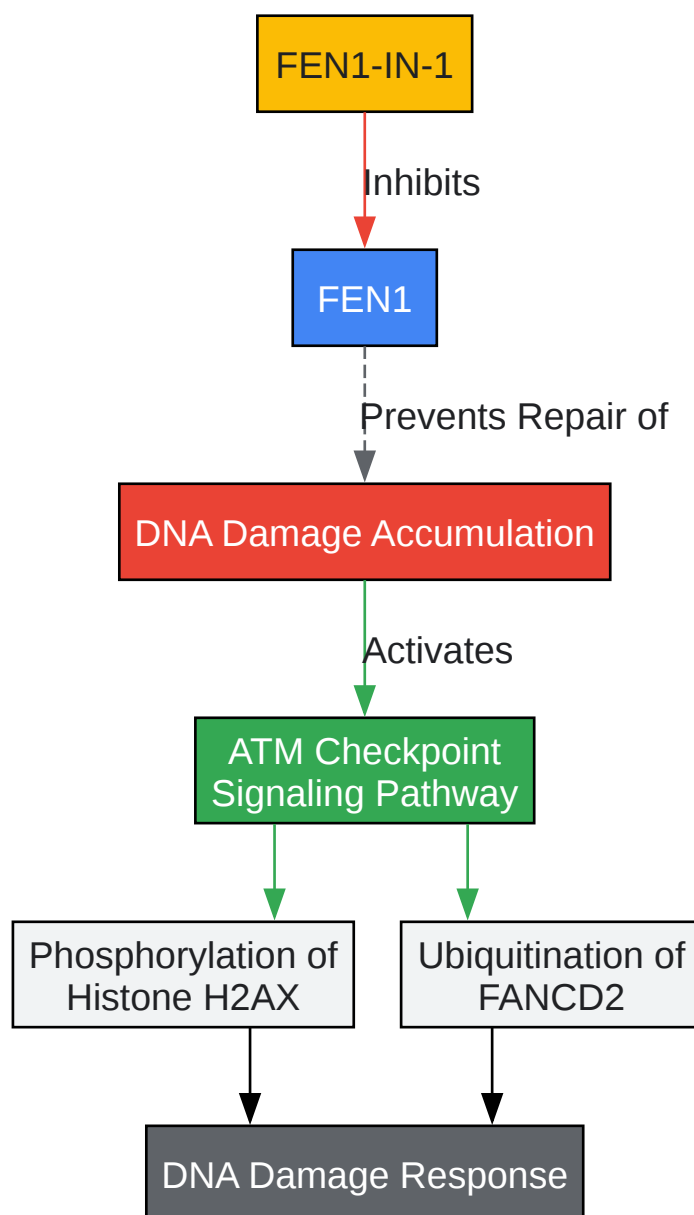 FEN1-IN-1
Inhibits
FEN1
Prevents Repair of
DNA Damage Accumulation
Activates
ATM Checkpoint
Signaling Pathway
Phosphorylation of
Histone H2AX
Ubiquitination of
FANCD2
DNA Damage Response